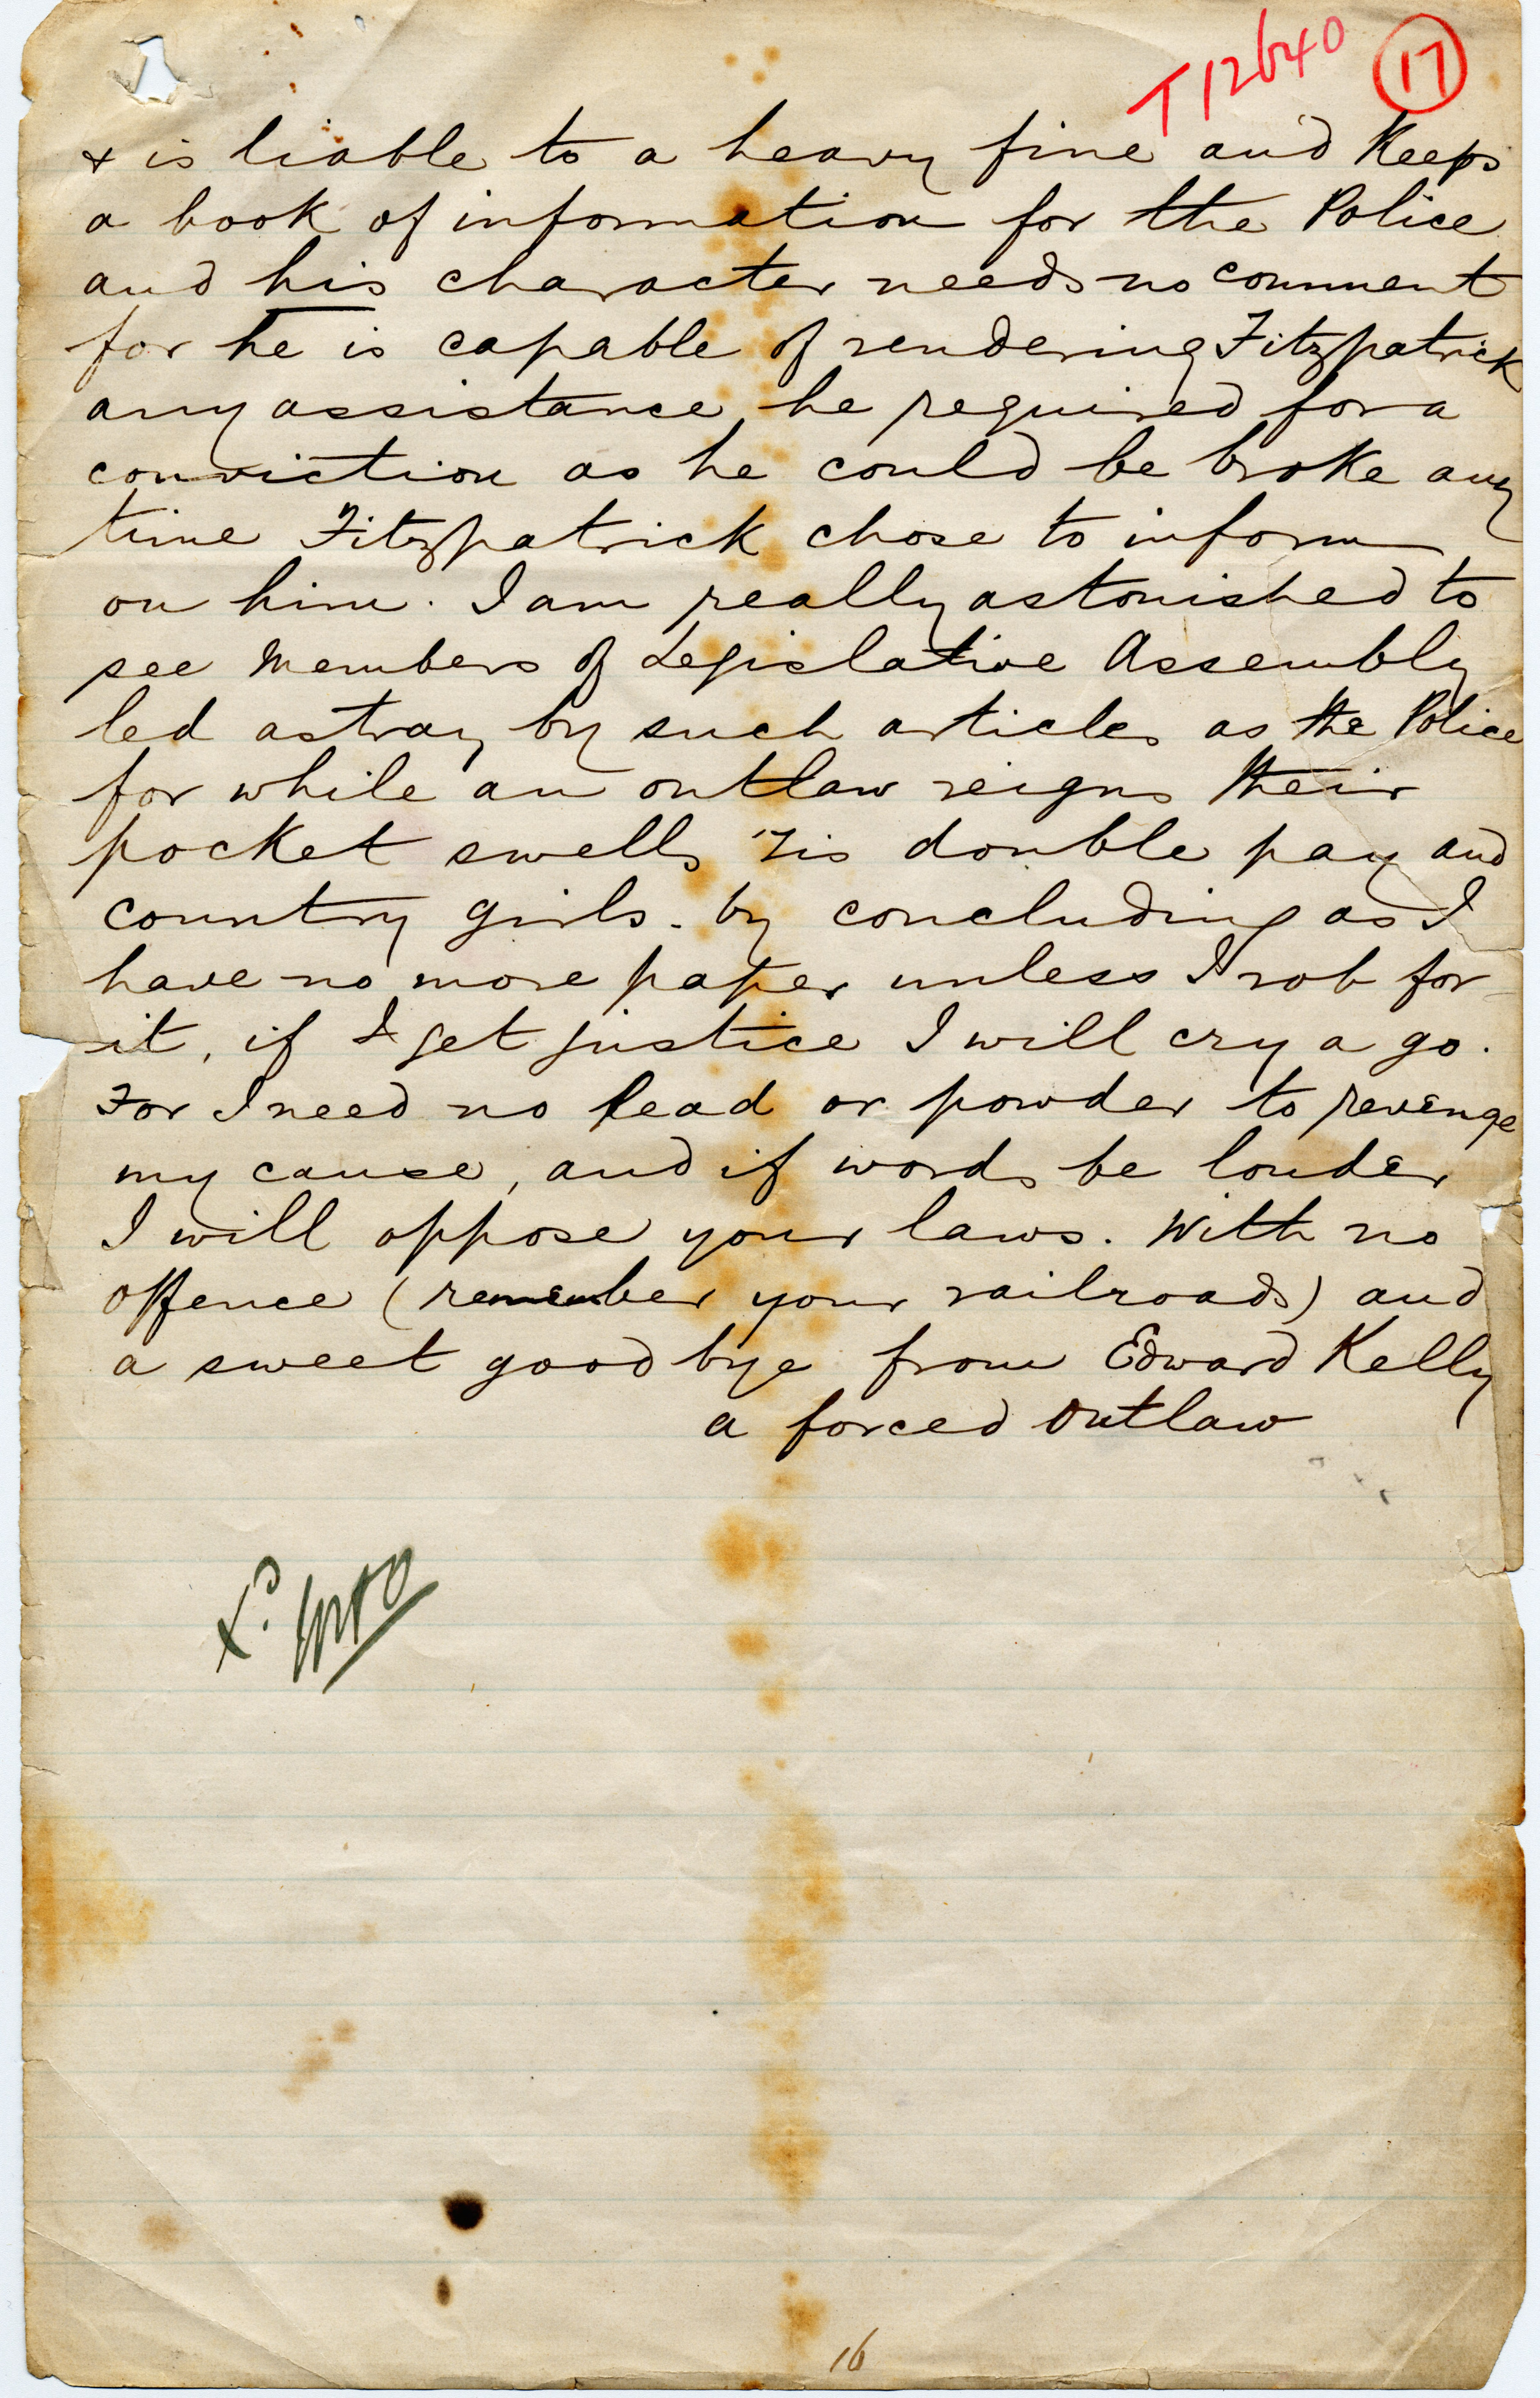 T12640 17
& is liable to a heavy fine and Keeps
a book of information for the Police
and his character needs no comment
for he is capable of rendering Fitzpatrick
any assistance he required for a
conviction as he could be broke any
time Fitzpatrick chose to inform
on him. I am really astonished to
see Members of Legislative Assembly
led astray by such articles as the Police
for while an outlaw reigns their
pocket swells 'Tis double pay and
country girls. by concluding as I
have no more paper unless I rob for
it, if I get justice I will cry a go.
For I need no lead or powder to revenge
my cause, and if words be louder
I will oppose your laws. With no
offence (remember your railroads) and
a sweet good bye from Edward Kelly
a forced Outlaw
16